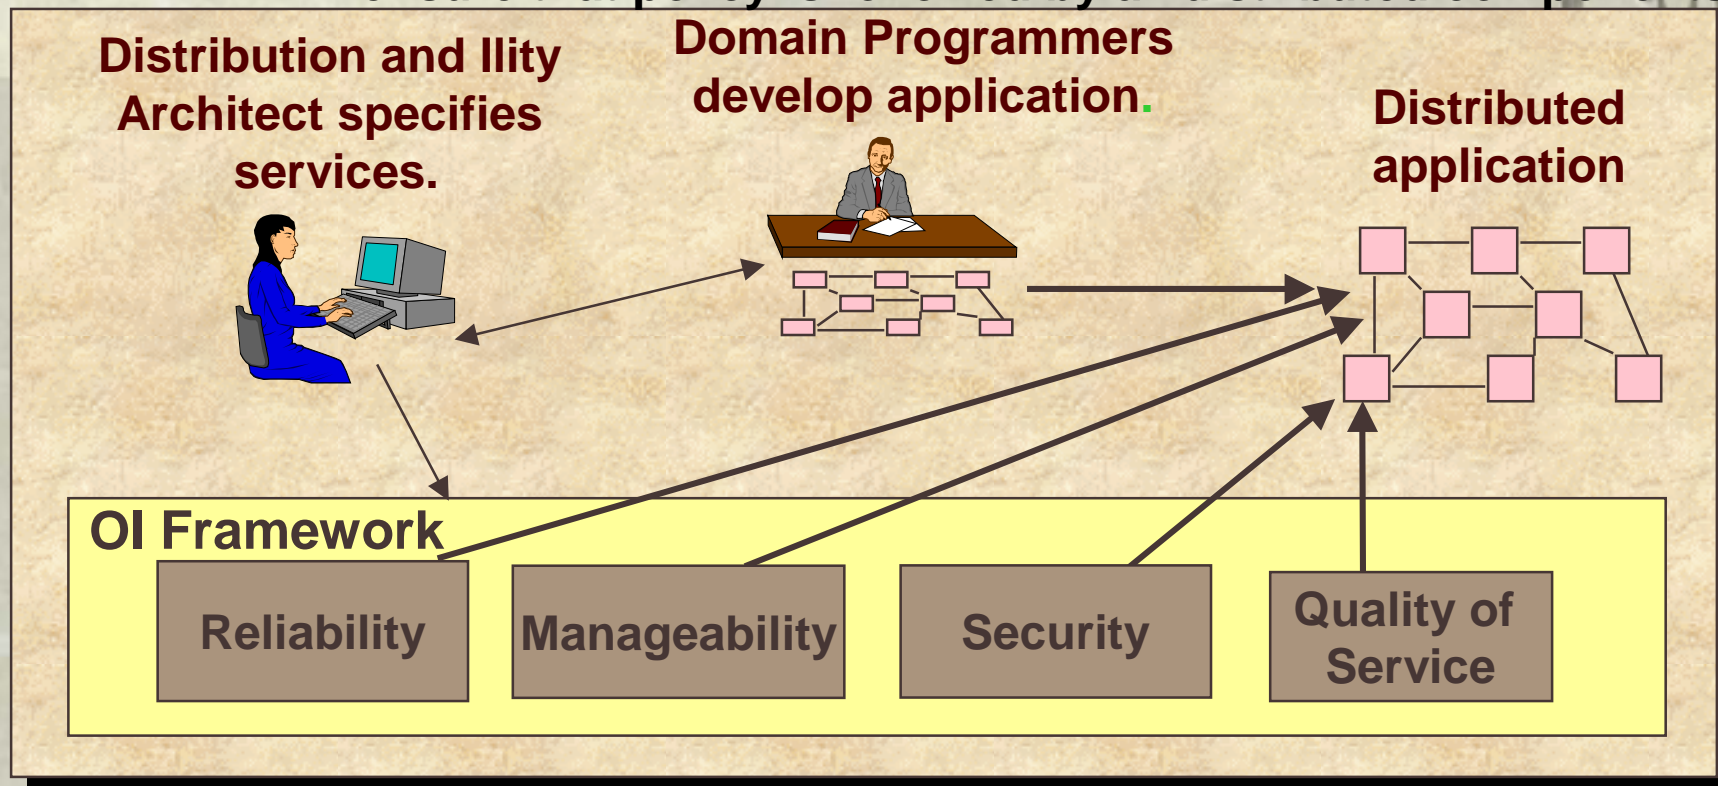 Distribution and Ility
Architect specifies
services.
Domain Programmers
develop application.
Distributed
application
OI Framework
Reliability
Manageability
Security
Quality of
Service